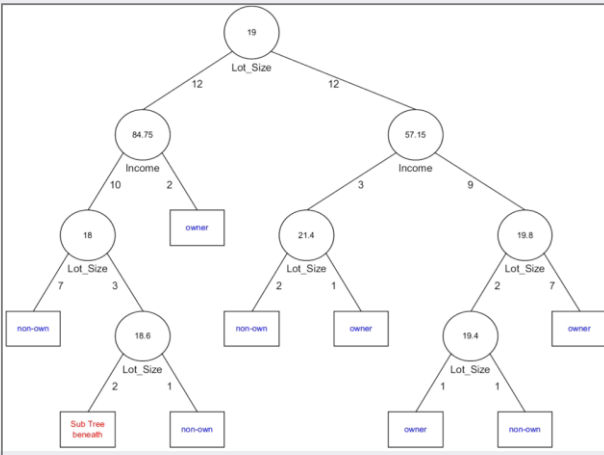 19
Lot_Size
12 12
84.75 57.15
Income Income
10 2 3 9
owner
18 21.4 19.8
Lot_Size Lot_Size Lot_Size
7 3 2 1 2 7
non-own 18.6 non-own owner 19.4 owner
Lot_Size Lot_Size
2 1 1 1
Sub Tree
beneath
non-own owner non-own